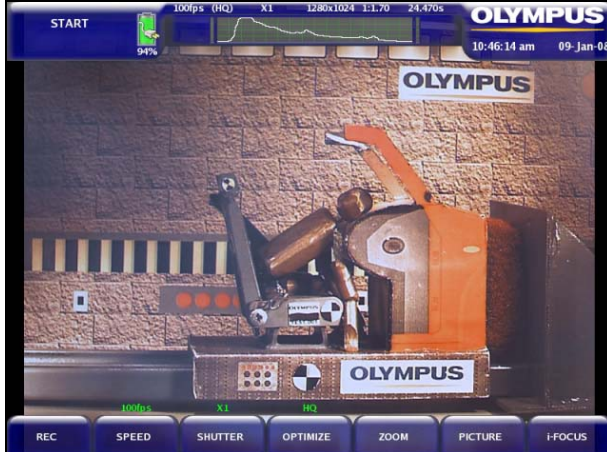 START
94%
100fps (HQ) X1 1280x1024 1:1.70 24.470s
OLYMPUS
10:46:14 am 09-Jan-08
OLYMPUS
OLYMPUS
OLYMPUS
100fps X1 HQ
REC SPEED SHUTTER OPTIMIZE ZOOM PICTURE i-FOCUS